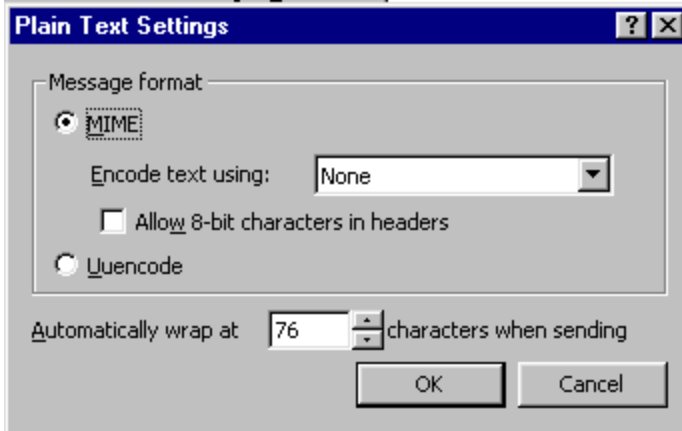 Plain Text Settings
Message format
MIME
Encode text using: None
Allow 8-bit characters in headers
Uuencode
Automatically wrap at 76 characters when sending
OK Cancel